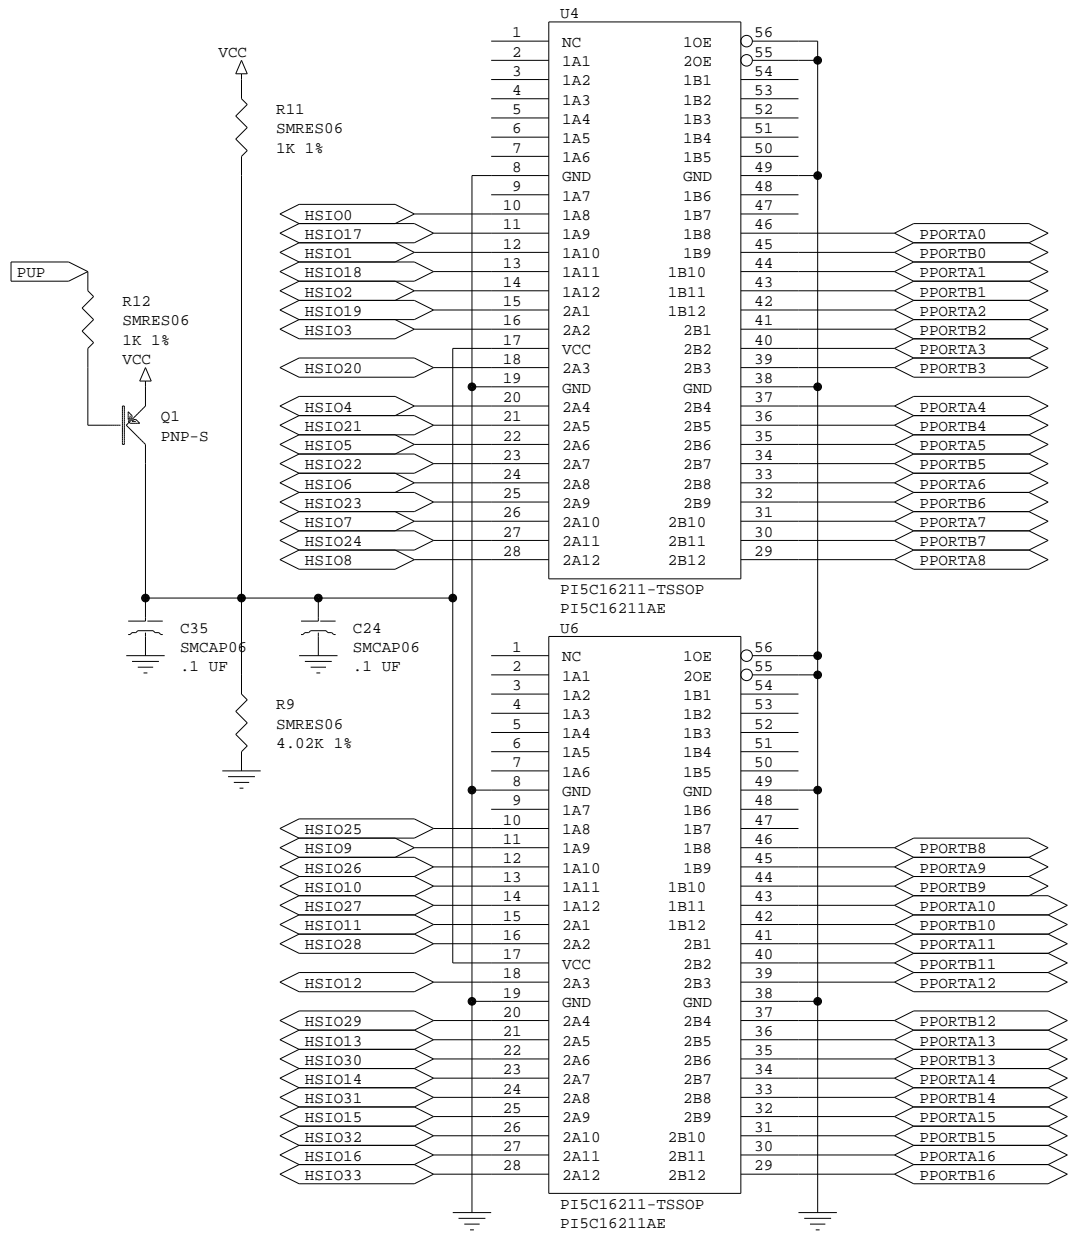 U4
1 NC 1OE 56
2 1A1 2OE 55
3 1A2 1B1 54
4 1A3 1B2 53
5 1A4 1B3 52
6 1A5 1B4 51
7 1A6 1B5 50
8 GND GND 49
9 1A7 1B6 48
HSIO0 10 1A8 1B7 47
HSIO17 11 1A9 1B8 46 PPORTA0
HSIO1 12 1A10 1B9 45 PPORTB0
HSIO18 13 1A11 1B10 44 PPORTA1
HSIO2 14 1A12 1B11 43 PPORTB1
HSIO19 15 2A1 1B12 42 PPORTA2
HSIO3 16 2A2 2B1 41 PPORTB2
17 VCC 2B2 40 PPORTA3
HSIO20 18 2A3 2B3 39 PPORTB3
19 GND GND 38
HSIO4 20 2A4 2B4 37 PPORTA4
HSIO21 21 2A5 2B5 36 PPORTB4
HSIO5 22 2A6 2B6 35 PPORTA5
HSIO22 23 2A7 2B7 34 PPORTB5
HSIO6 24 2A8 2B8 33 PPORTA6
HSIO23 25 2A9 2B9 32 PPORTB6
HSIO7 26 2A10 2B10 31 PPORTA7
HSIO24 27 2A11 2B11 30 PPORTB7
HSIO8 28 2A12 2B12 29 PPORTA8
PI5C16211-TSSOP
PI5C16211AE
VCC
R11
SMRES06
1K 1%
PUP
R12
SMRES06
1K 1%
VCC
Q1
PNP-S
C35
SMCAP06
.1 UF
C24
SMCAP06
.1 UF
R9
SMRES06
4.02K 1%
U6
1 NC 1OE 56
2 1A1 2OE 55
3 1A2 1B1 54
4 1A3 1B2 53
5 1A4 1B3 52
6 1A5 1B4 51
7 1A6 1B5 50
8 GND GND 49
9 1A7 1B6 48
HSIO25 10 1A8 1B7 47
HSIO9 11 1A9 1B8 46 PPORTB8
HSIO26 12 1A10 1B9 45 PPORTA9
HSIO10 13 1A11 1B10 44 PPORTB9
HSIO27 14 1A12 1B11 43 PPORTA10
HSIO11 15 2A1 1B12 42 PPORTB10
HSIO28 16 2A2 2B1 41 PPORTA11
17 VCC 2B2 40 PPORTB11
HSIO12 18 2A3 2B3 39 PPORTA12
19 GND GND 38
HSIO29 20 2A4 2B4 37 PPORTB12
HSIO13 21 2A5 2B5 36 PPORTA13
HSIO30 22 2A6 2B6 35 PPORTB13
HSIO14 23 2A7 2B7 34 PPORTA14
HSIO31 24 2A8 2B8 33 PPORTB14
HSIO15 25 2A9 2B9 32 PPORTA15
HSIO32 26 2A10 2B10 31 PPORTB15
HSIO16 27 2A11 2B11 30 PPORTA16
HSIO33 28 2A12 2B12 29 PPORTB16
PI5C16211-TSSOP
PI5C16211AE